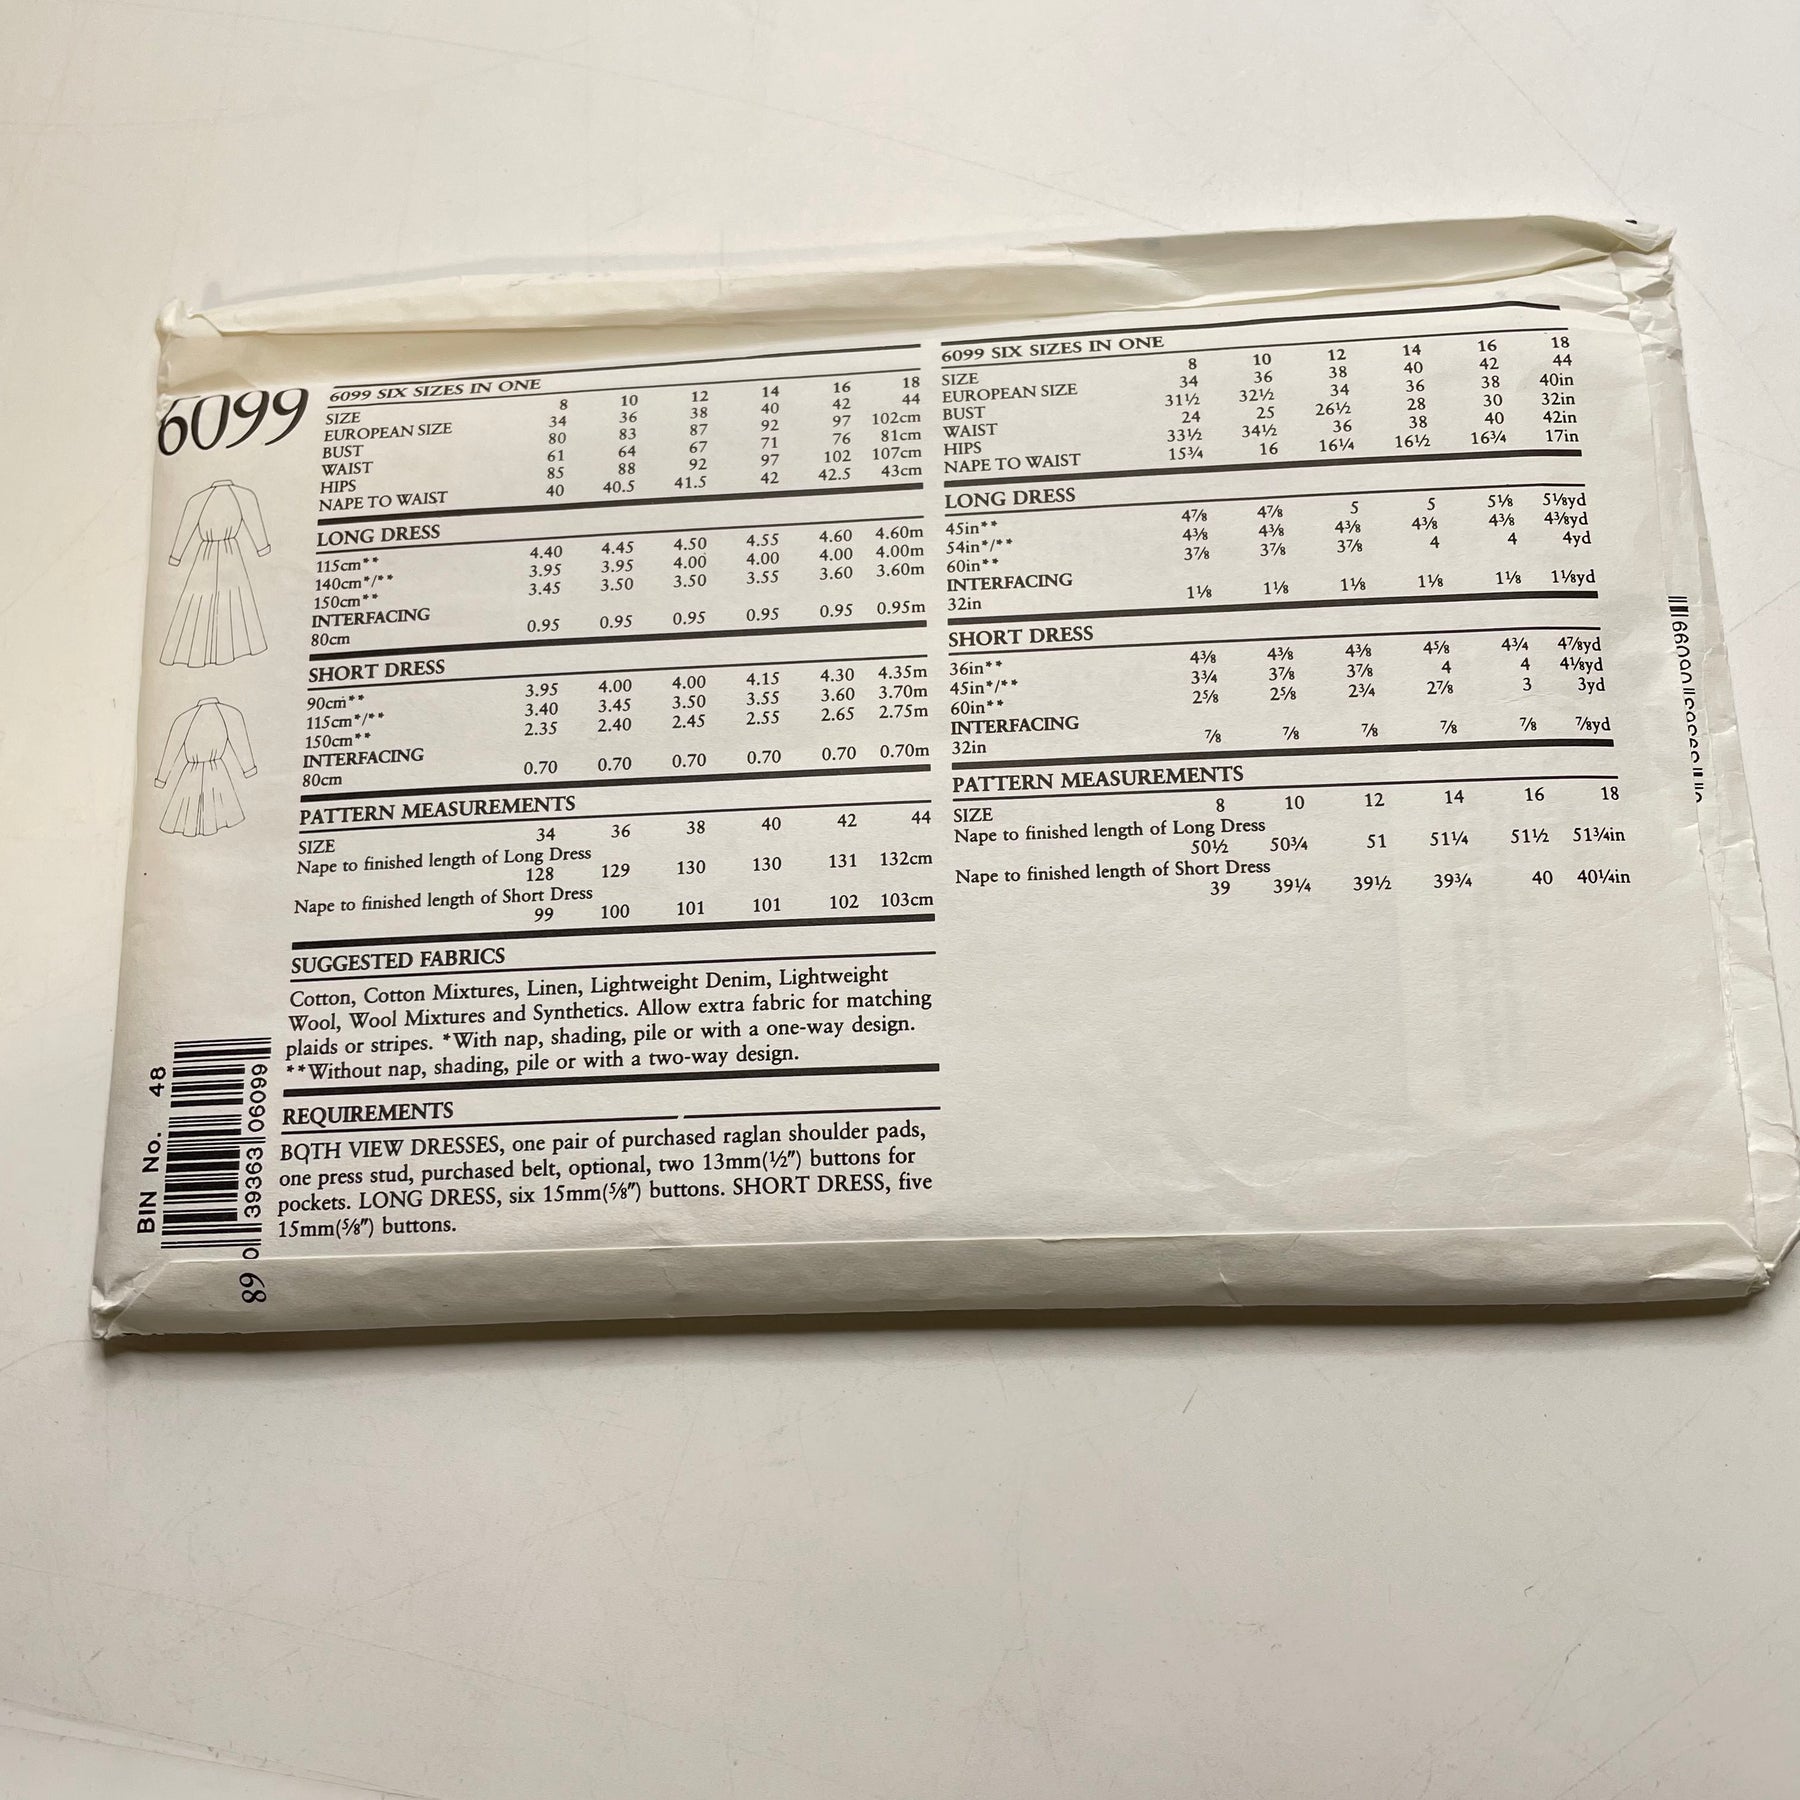 6099
6099 SIX SIZES IN ONE
SIZE 8 10 12 14 16 18
EUROPEAN SIZE 34 36 38 40 42 44
BUST 80 83 87 92 97 102cm
WAIST 61 64 67 71 76 81cm
HIPS 85 88 92 97 102 107cm
NAPE TO WAIST 40 40.5 41.5 42 42.5 43cm
LONG DRESS
115cm** 4.40 4.45 4.50 4.55 4.60 4.60m
140cm*/** 3.95 3.95 4.00 4.00 4.00 4.00m
150cm** 3.45 3.50 3.50 3.55 3.60 3.60m
INTERFACING
80cm 0.95 0.95 0.95 0.95 0.95 0.95m
SHORT DRESS
90cm** 3.95 4.00 4.00 4.15 4.30 4.35m
115cm*/** 3.40 3.45 3.50 3.55 3.60 3.70m
150cm** 2.35 2.40 2.45 2.55 2.65 2.75m
INTERFACING
80cm 0.70 0.70 0.70 0.70 0.70 0.70m
PATTERN MEASUREMENTS
SIZE 34 36 38 40 42 44
Nape to finished length of Long Dress
128 129 130 130 131 132cm
Nape to finished length of Short Dress
99 100 101 101 102 103cm
SUGGESTED FABRICS
Cotton, Cotton Mixtures, Linen, Lightweight Denim, Lightweight
Wool, Wool Mixtures and Synthetics. Allow extra fabric for matching
plaids or stripes. *With nap, shading, pile or with a one-way design.
**Without nap, shading, pile or with a two-way design.
REQUIREMENTS
BOTH VIEW DRESSES, one pair of purchased raglan shoulder pads,
one press stud, purchased belt, optional, two 13mm(½") buttons for
pockets. LONG DRESS, six 15mm(⅝") buttons. SHORT DRESS, five
15mm(⅝") buttons.
6099 SIX SIZES IN ONE
SIZE 8 10 12 14 16 18
EUROPEAN SIZE 34 36 38 40 42 44
BUST 31½ 32½ 34 36 38 40in
WAIST 24 25 26½ 28 30 32in
HIPS 33½ 34½ 36 38 40 42in
NAPE TO WAIST 15¾ 16 16¼ 16½ 16¾ 17in
LONG DRESS
45in** 4⅞ 4⅞ 5 5 5⅛ 5⅛yd
54in*/** 4⅜ 4⅜ 4⅜ 4⅜ 4⅜ 4⅜yd
60in** 3⅞ 3⅞ 3⅞ 4 4 4yd
INTERFACING
32in 1⅛ 1⅛ 1⅛ 1⅛ 1⅛ 1⅛yd
SHORT DRESS
36in** 4⅜ 4⅜ 4⅜ 4⅝ 4¾ 4⅞yd
45in*/** 3¾ 3⅞ 3⅞ 4 4 4⅛yd
60in** 2⅝ 2⅝ 2¾ 2⅞ 3 3yd
INTERFACING
32in ⅞ ⅞ ⅞ ⅞ ⅞ ⅞yd
PATTERN MEASUREMENTS
SIZE 8 10 12 14 16 18
Nape to finished length of Long Dress
50½ 50¾ 51 51¼ 51½ 51¾in
Nape to finished length of Short Dress
39 39¼ 39½ 39¾ 40 40¼in
BIN No. 48
0 39363 06099
89